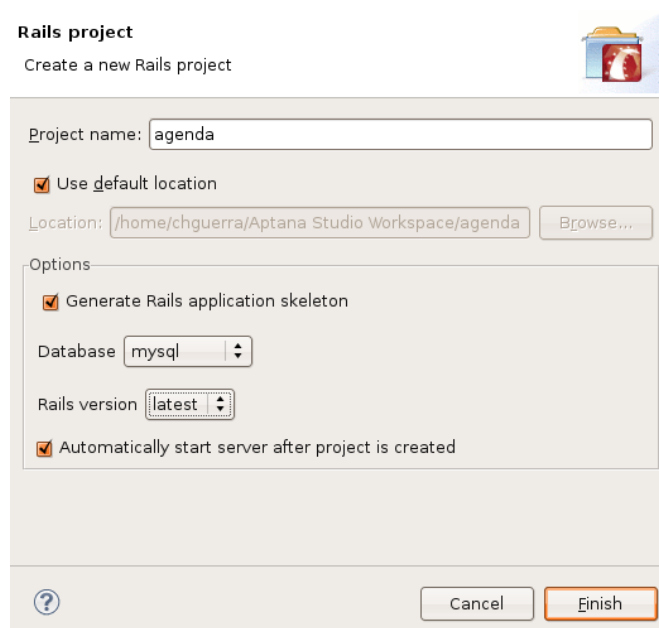 Rails project
Create a new Rails project
Project name: agenda
Use default location
Location: /home/chguerra/Aptana Studio Workspace/agenda Browse...
Options
Generate Rails application skeleton
Database mysql
Rails version latest
Automatically start server after project is created
? Cancel Finish